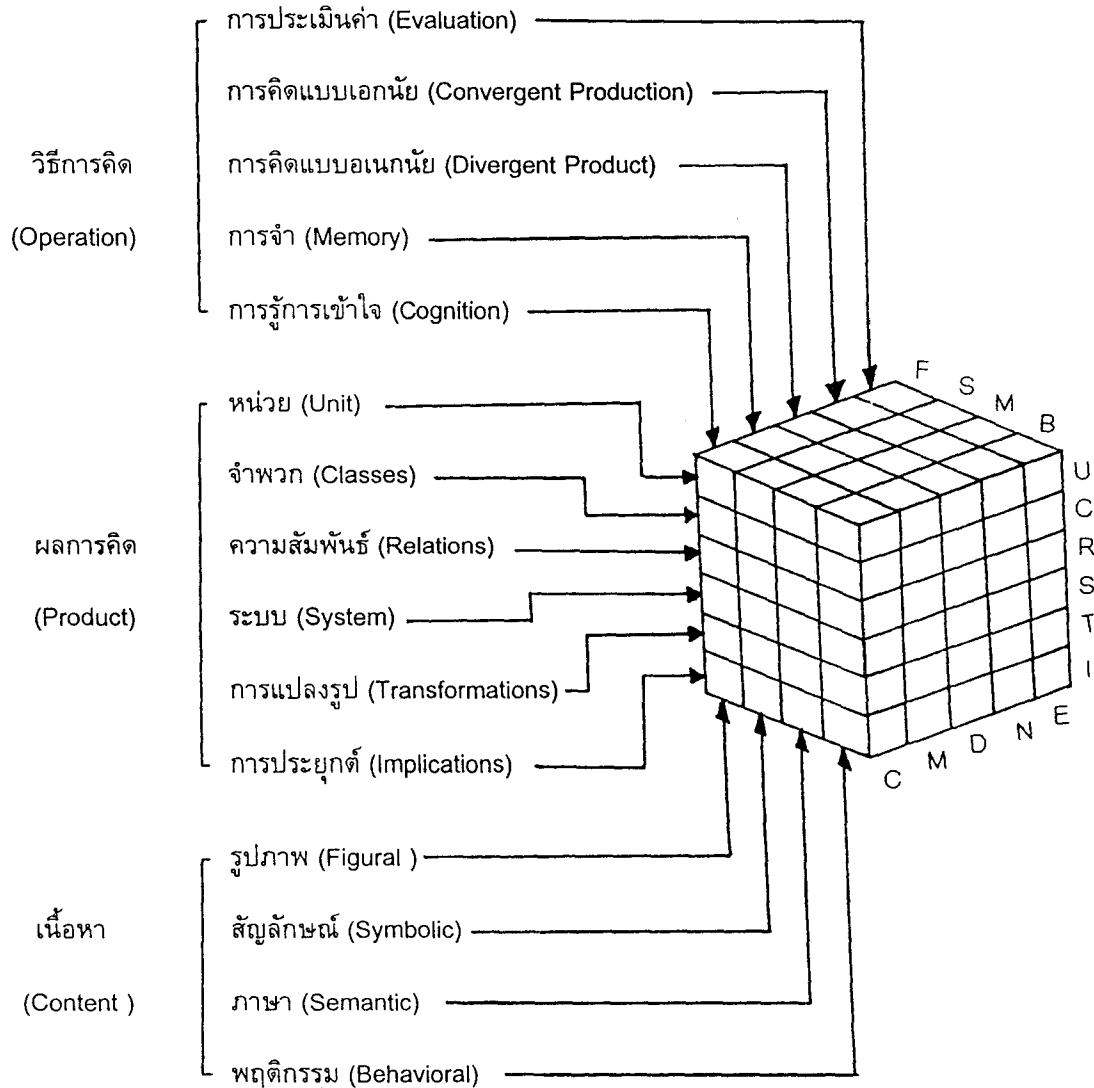 การประเมินค่า (Evaluation)
การคิดแบบเอกนัย (Convergent Production)
วิธีการคิด
การคิดแบบอเนกนัย (Divergent Product)
(Operation)
การจำ (Memory)
การรู้การเข้าใจ (Cognition)
หน่วย (Unit)
จำพวก (Classes)
ผลการคิด
ความสัมพันธ์ (Relations)
(Product)
ระบบ (System)
การแปลงรูป (Transformations)
การประยุกต์ (Implications)
F
S
M
B
U
C
R
S
T
I
C M D N E
รูปภาพ (Figural )
เนื้อหา
สัญลักษณ์ (Symbolic)
(Content )
ภาษา (Semantic)
พฤติกรรม (Behavioral)